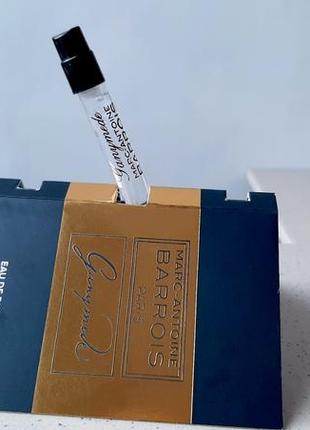 Ganymede
MARC-ANTOINE
BARROIS
MARC-ANTOINE
BARROIS
PARIS
Ganymede
EAU DE